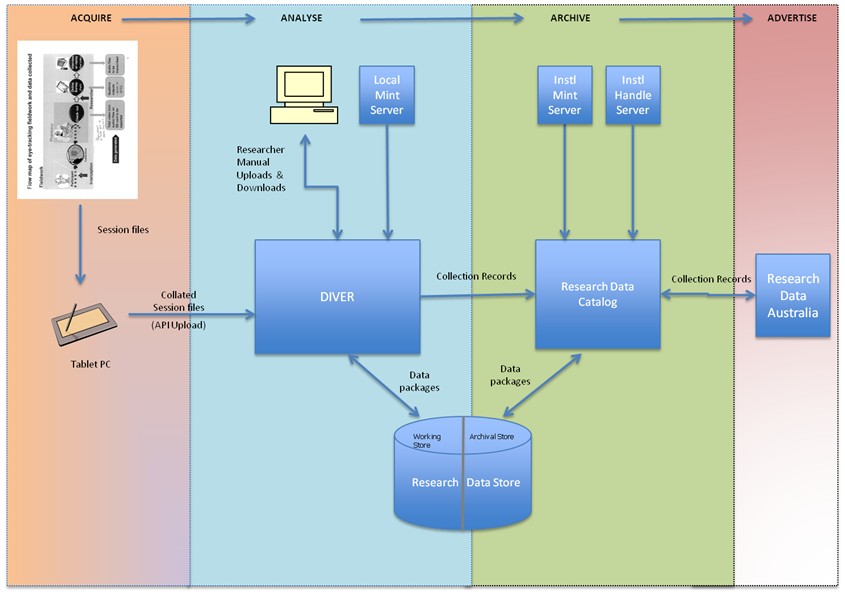 ACQUIRE
ANALYSE
ARCHIVE
ADVERTISE
Flow map of eye-tracking fieldwork and data collected
Fieldwork
Session files
Tablet PC
Collated
Session files
(API Upload)
Researcher
Manual
Uploads &
Downloads
Local
Mint
Server
DIVER
Collection Records
Data
packages
Instl
Mint
Server
Instl
Handle
Server
Research Data
Catalog
Data
packages
Collection Records
Research
Data
Australia
Working
Store
Archival Store
Research Data Store